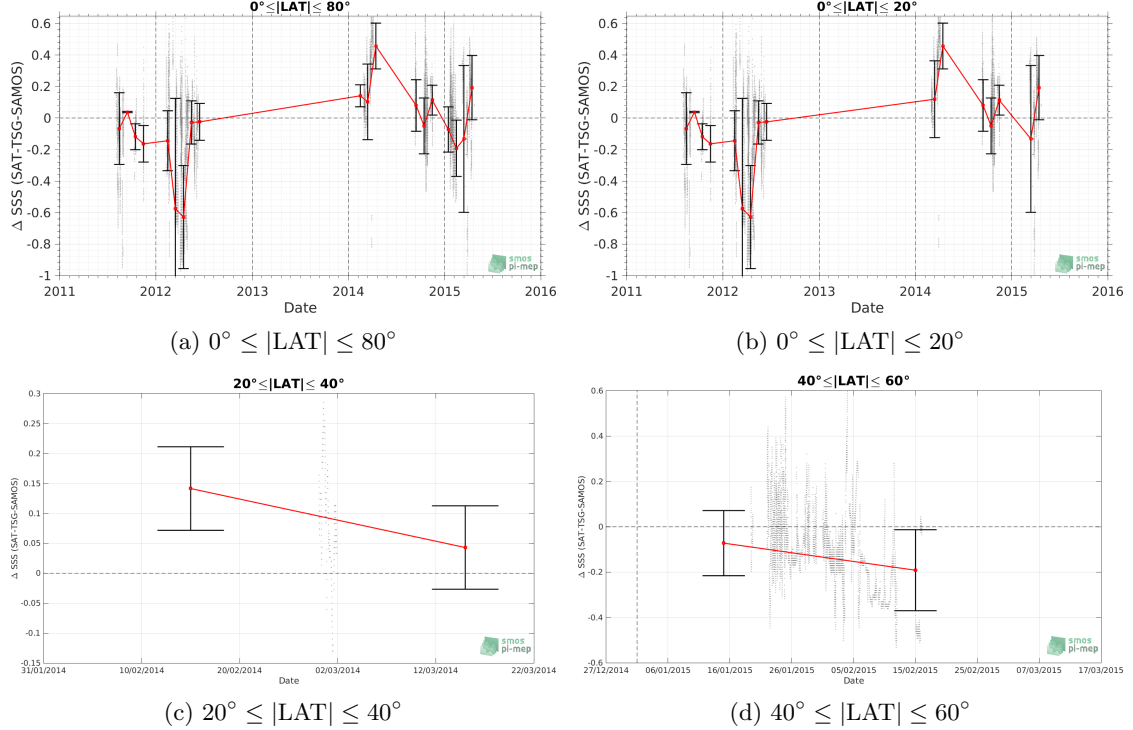 0°≤|LAT|≤ 80°
Δ SSS (SAT-TSG-SAMOS)
0.6
0.4
0.2
0
-0.2
-0.4
-0.6
-0.8
-1
2011
2012
2013
2014
2015
2016
Date
smos
pi-mep
(a) 0° ≤ |LAT| ≤ 80°
0°≤|LAT|≤ 20°
Δ SSS (SAT-TSG-SAMOS)
0.6
0.4
0.2
0
-0.2
-0.4
-0.6
-0.8
-1
2011
2012
2013
2014
2015
2016
Date
smos
pi-mep
(b) 0° ≤ |LAT| ≤ 20°
20°≤|LAT|≤ 40°
Δ SSS (SAT-TSG-SAMOS)
0.3
0.25
0.2
0.15
0.1
0.05
0
-0.05
-0.1
-0.15
31/01/2014
10/02/2014
20/02/2014
02/03/2014
12/03/2014
22/03/2014
Date
smos
pi-mep
(c) 20° ≤ |LAT| ≤ 40°
40°≤|LAT|≤ 60°
Δ SSS (SAT-TSG-SAMOS)
0.6
0.4
0.2
0
-0.2
-0.4
-0.6
27/12/2014
06/01/2015
16/01/2015
26/01/2015
05/02/2015
15/02/2015
25/02/2015
07/03/2015
17/03/2015
Date
smos
pi-mep
(d) 40° ≤ |LAT| ≤ 60°